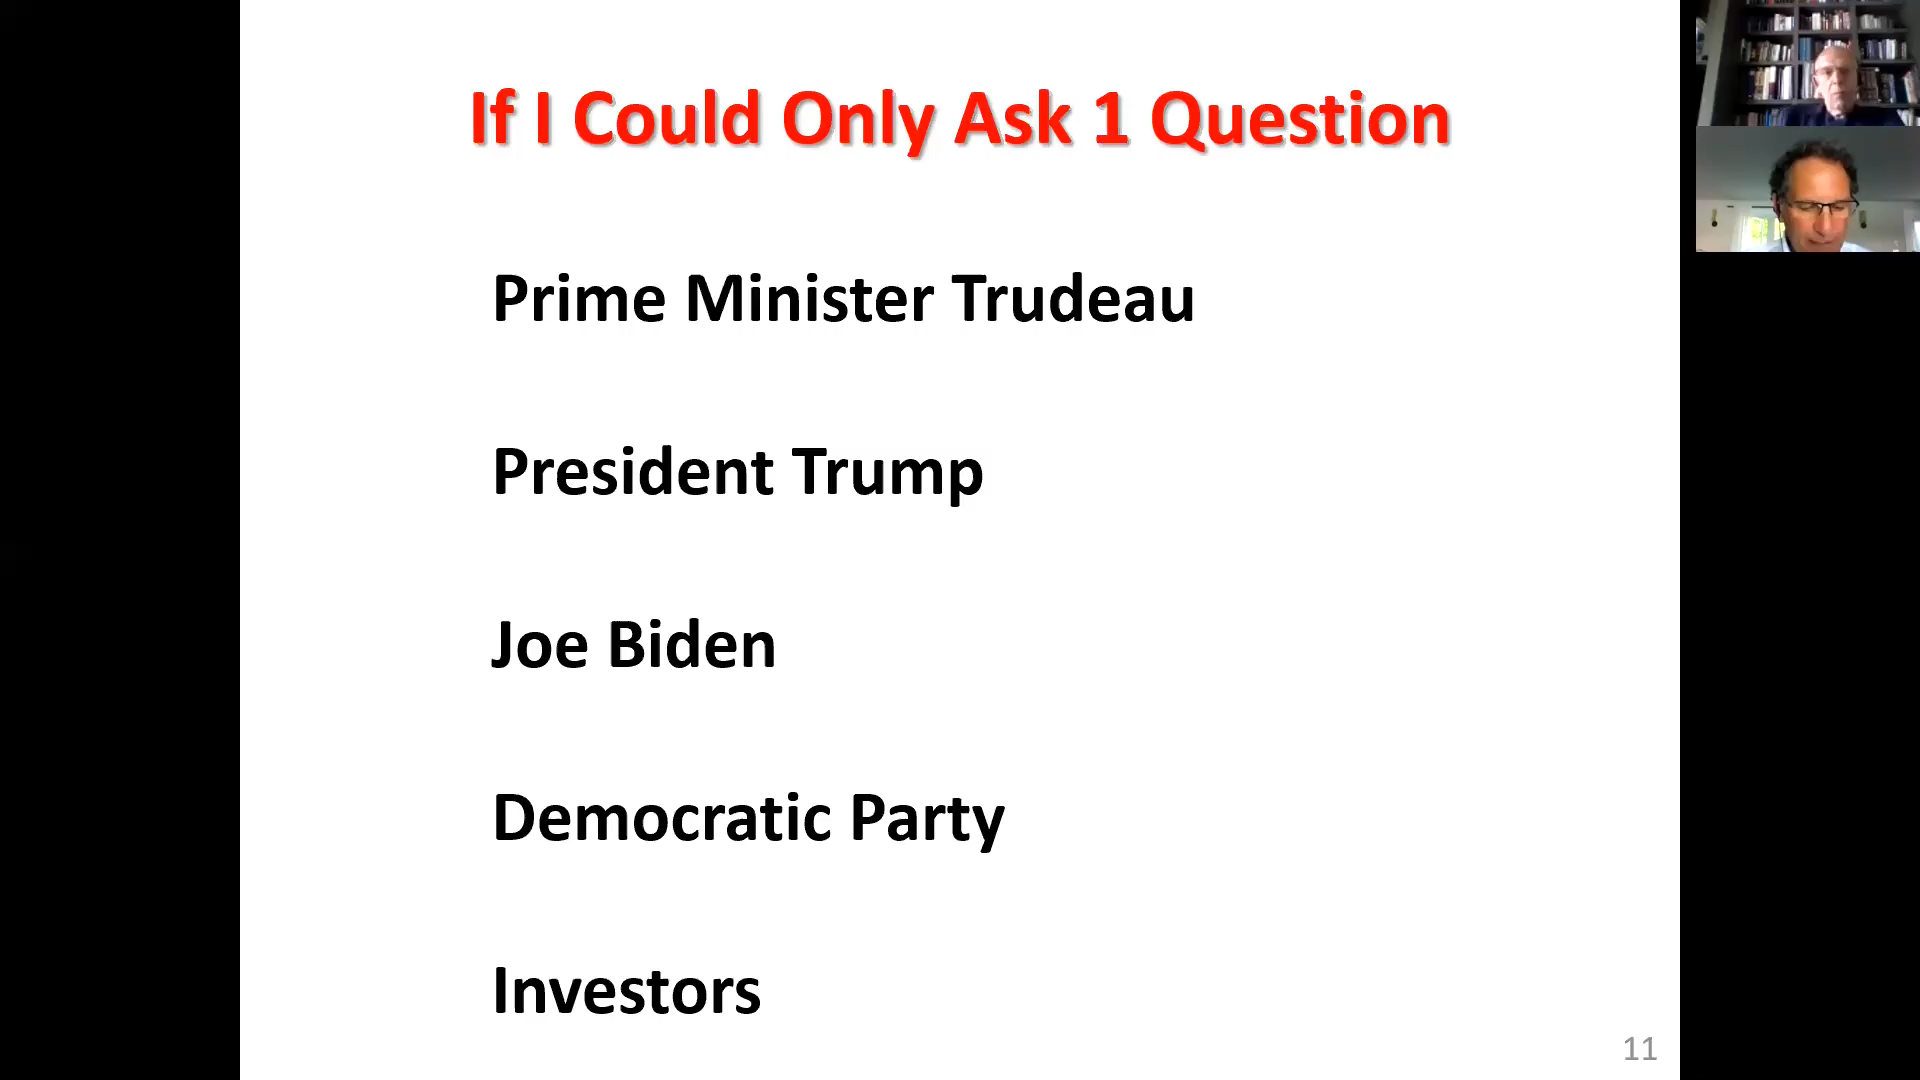 If I Could Only Ask 1 Question
Prime Minister Trudeau
President Trump
Joe Biden
Democratic Party
Investors
11